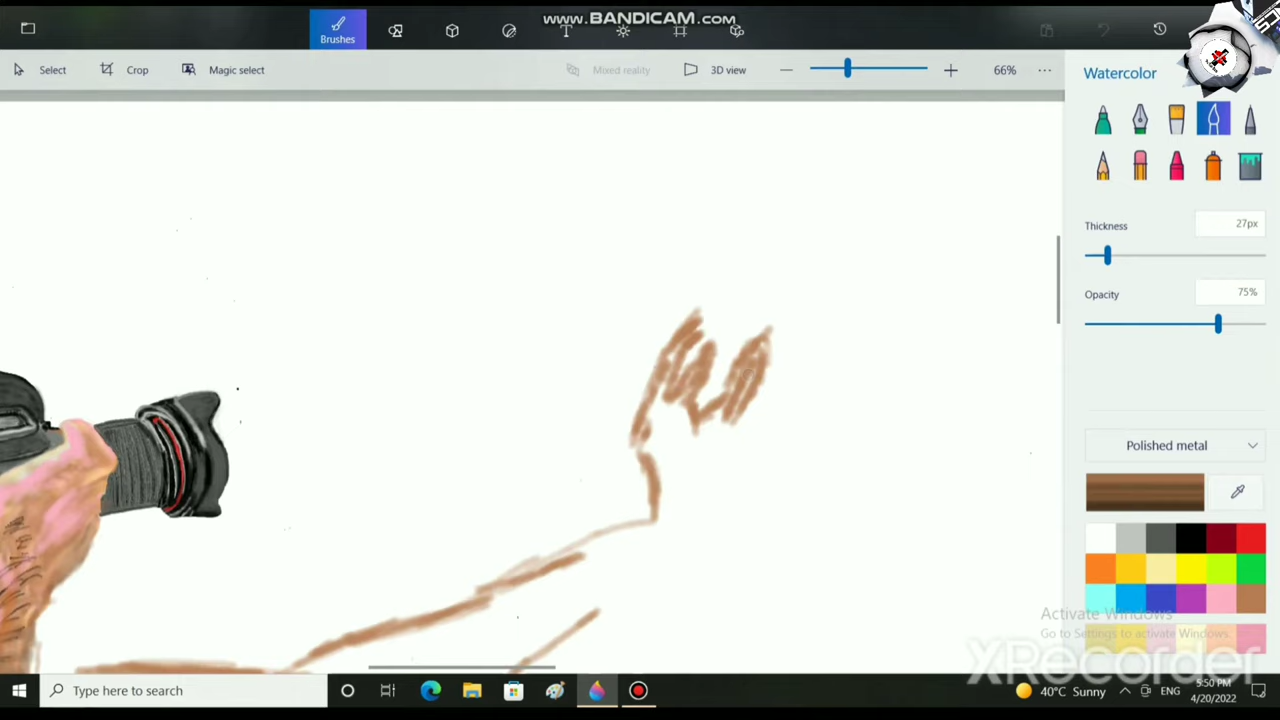 www.BANDICAM.com
Brushes
Select
Crop
Magic select
Mixed reality
3D view
66%
Watercolor
Thickness
27px
Opacity
75%
Polished metal
Activate Windows
Go to Settings to activate Windows.
XRecorder
Type here to search
40°C Sunny
ENG
5:50 PM
4/20/2022